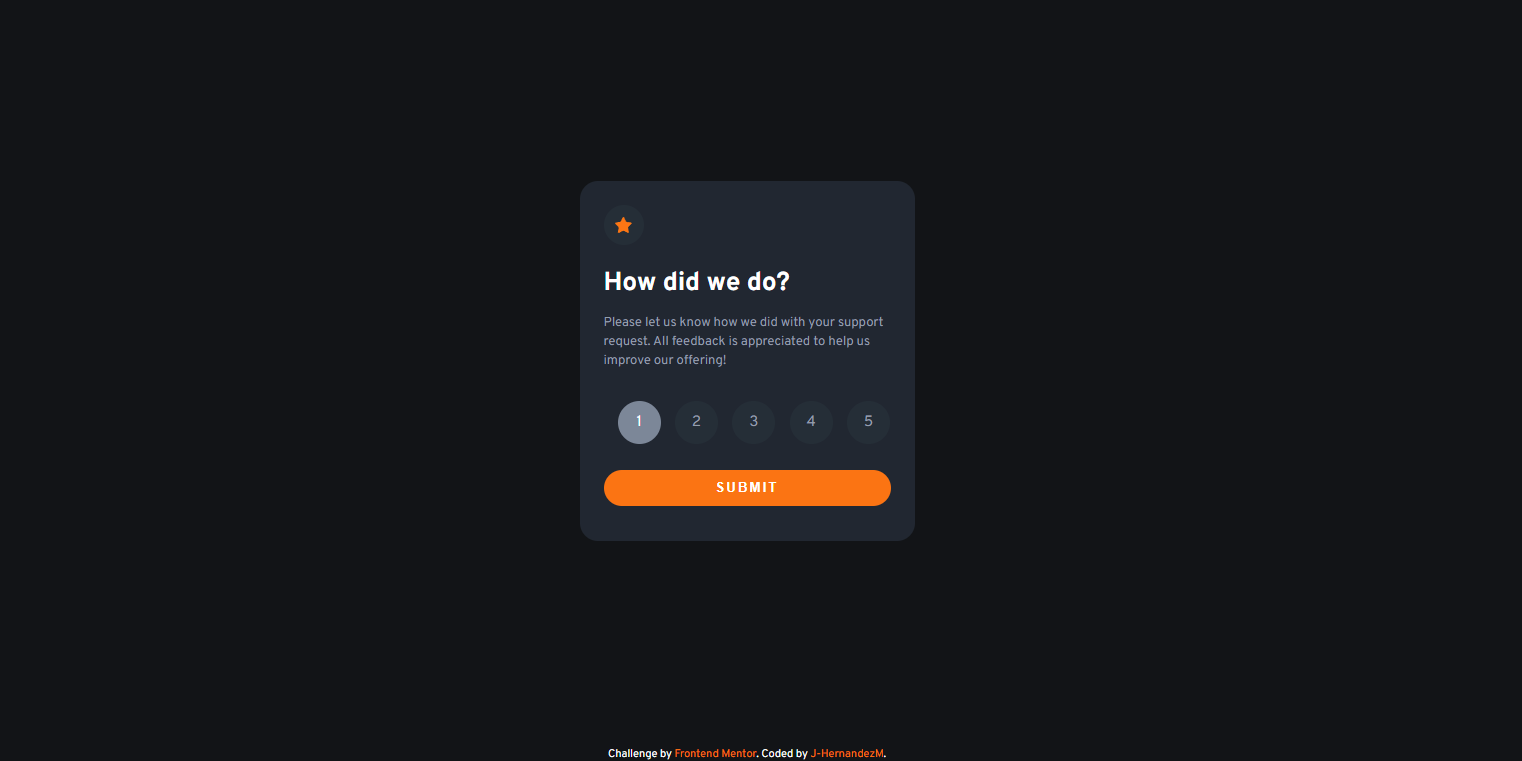 How did we do?
Please let us know how we did with your support
request. All feedback is appreciated to help us
improve our offering!
1 2 3 4 5
SUBMIT
Challenge by Frontend Mentor. Coded by J-HernandezM.